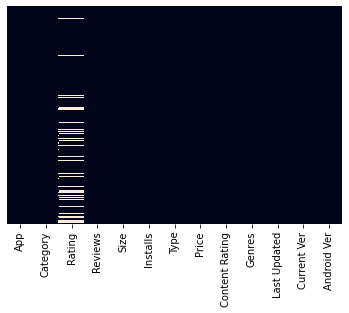 App
Category
Rating
Reviews
Size
Installs
Type
Price
Content Rating
Genres
Last Updated
Current Ver
Android Ver